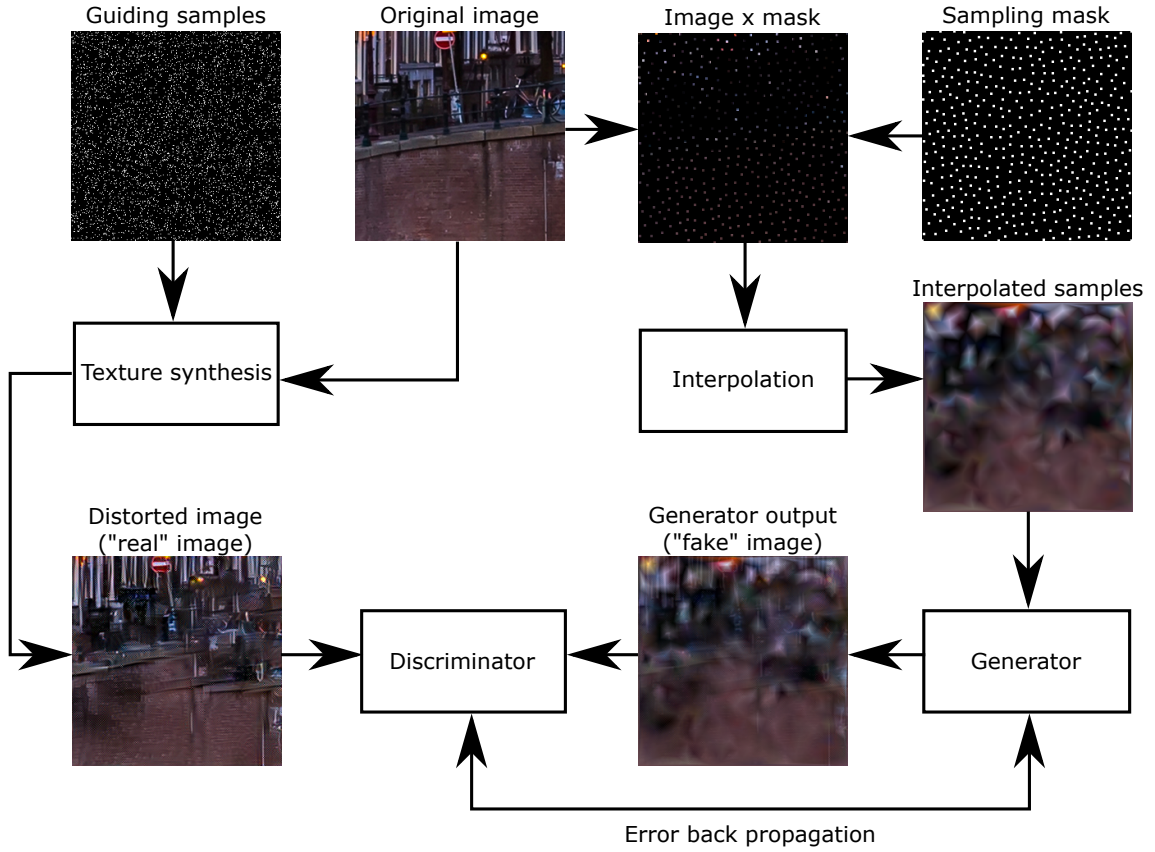 Guiding samples
Original image
Image x mask
Sampling mask
Interpolated samples
Texture synthesis
Interpolation
Distorted image
("real" image)
Generator output
("fake" image)
Discriminator
Generator
Error back propagation